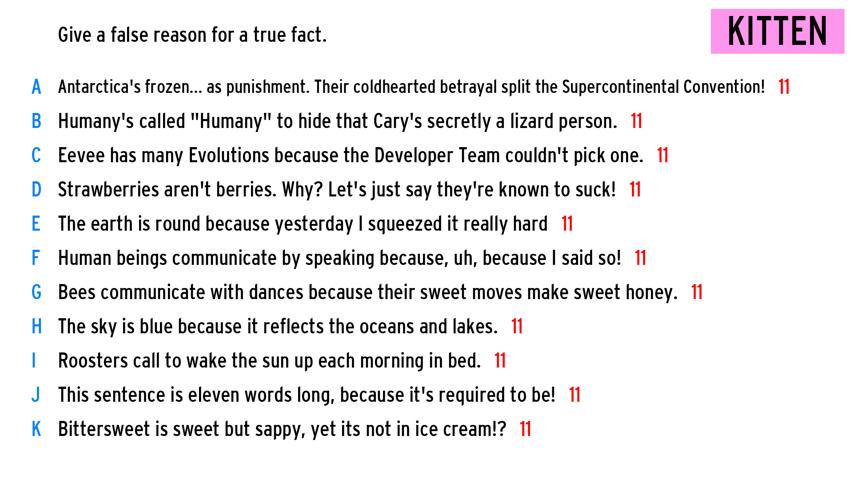 Give a false reason for a true fact.
KITTEN
A Antarctica's frozen... as punishment. Their coldhearted betrayal split the Supercontinental Convention! 11
B Humany's called "Humany" to hide that Cary's secretly a lizard person. 11
C Eevee has many Evolutions because the Developer Team couldn't pick one. 11
D Strawberries aren't berries. Why? Let's just say they're known to suck! 11
E The earth is round because yesterday I squeezed it really hard 11
F Human beings communicate by speaking because, uh, because I said so! 11
G Bees communicate with dances because their sweet moves make sweet honey. 11
H The sky is blue because it reflects the oceans and lakes. 11
I Roosters call to wake the sun up each morning in bed. 11
J This sentence is eleven words long, because it's required to be! 11
K Bittersweet is sweet but sappy, yet its not in ice cream!? 11